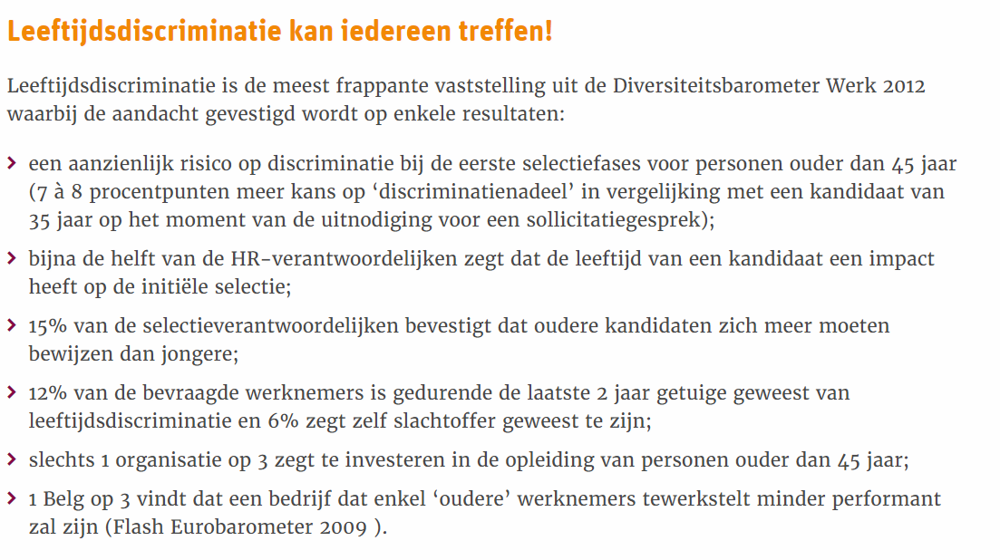 Leeftijdsdiscriminatie kan iedereen treffen!
Leeftijdsdiscriminatie is de meest frappante vaststelling uit de Diversiteitsbarometer Werk 2012
waarbij de aandacht gevestigd wordt op enkele resultaten:
een aanzienlijk risico op discriminatie bij de eerste selectiefases voor personen ouder dan 45 jaar
(7 à 8 procentpunten meer kans op ‘discriminatienadeel’ in vergelijking met een kandidaat van
35 jaar op het moment van de uitnodiging voor een sollicitatiegesprek);
bijna de helft van de HR-verantwoordelijken zegt dat de leeftijd van een kandidaat een impact
heeft op de initiële selectie;
15% van de selectieverantwoordelijken bevestigt dat oudere kandidaten zich meer moeten
bewijzen dan jongere;
12% van de bevraagde werknemers is gedurende de laatste 2 jaar getuige geweest van
leeftijdsdiscriminatie en 6% zegt zelf slachtoffer geweest te zijn;
slechts 1 organisatie op 3 zegt te investeren in de opleiding van personen ouder dan 45 jaar;
1 Belg op 3 vindt dat een bedrijf dat enkel ‘oudere’ werknemers tewerkstelt minder performant
zal zijn (Flash Eurobarometer 2009 ).